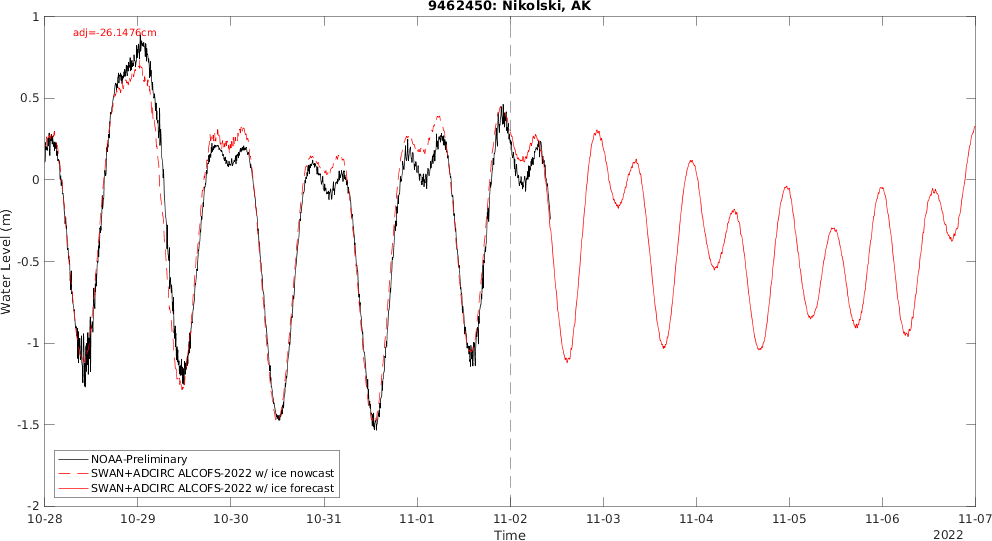 9462450: Nikolski, AK
adj=-26.1476cm
1
0.5
0
-0.5
-1
-1.5
-2
Water Level (m)
NOAA-Preliminary
SWAN+ADCIRC ALCOFS-2022 w/ ice nowcast
SWAN+ADCIRC ALCOFS-2022 w/ ice forecast
10-28 10-29 10-30 10-31 11-01 11-02 11-03 11-04 11-05 11-06 11-07
Time
2022